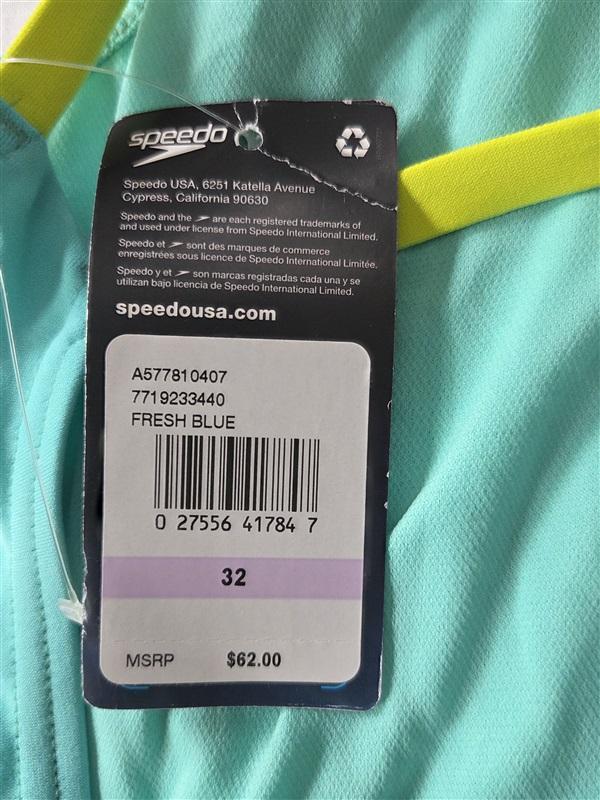 speedo
Speedo USA, 6251 Katella Avenue
Cypress, California 90630
Speedo and the are each registered trademarks of
and used under license from Speedo International Limited.
Speedo et sont des marques de commerce
enregistrées sous licence de Speedo International Limitée.
Speedo y et son marcas registradas cada una y se
utilizan bajo licencia de Speedo International Limited.
speedousa.com
A577810407
7719233440
FRESH BLUE
0 27556 41784 7
32
MSRP $62.00